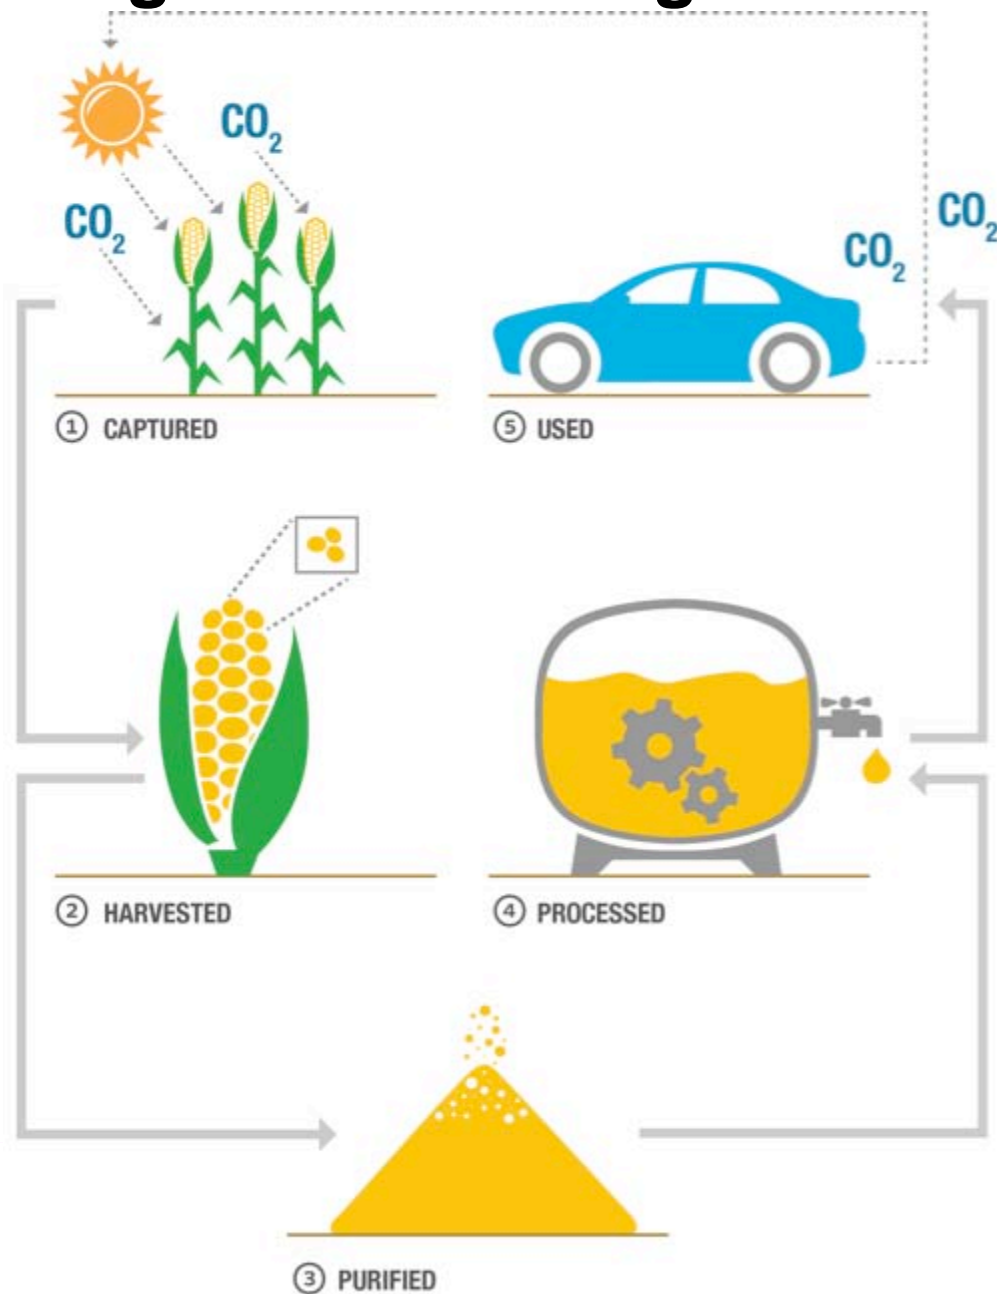 CO₂
CO₂
CO₂
CO₂
① CAPTURED
⑤ USED
② HARVESTED
④ PROCESSED
③ PURIFIED